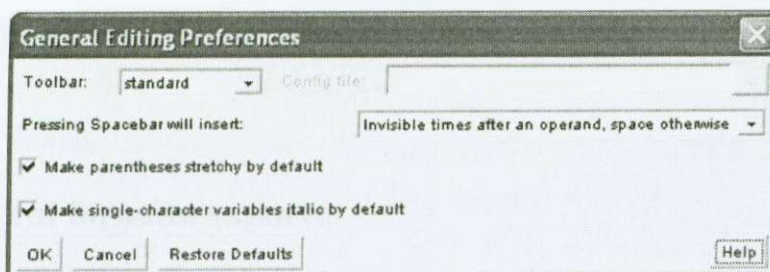 General Editing Preferences
Toolbar: standard Config file:
Pressing Spacebar will insert: Invisible times after an operand, space otherwise
Make parentheses stretchy by default
Make single-character variables italic by default
OK Cancel Restore Defaults Help